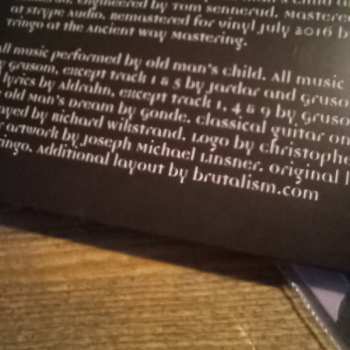 engineered by Tom Sennerud. Mastered
at Strype Audio. Remastered for vinyl July 2016 b
Tringo at the Ancient Way Mastering.
All music performed by Old Man's Child. All music
by Grusom, except track 1 & 5 by Jardar and Gruso
lyrics by Aldrahn, except track 1, 4 & 9 by Gruso
Old Man's Dream by Gonde. Classical guitar on
ayed by Richard Wikstrand. Logo by Christophe
artwork by Joseph Michael Linsner. Original l
ringo. Additional layout by brutalism.com